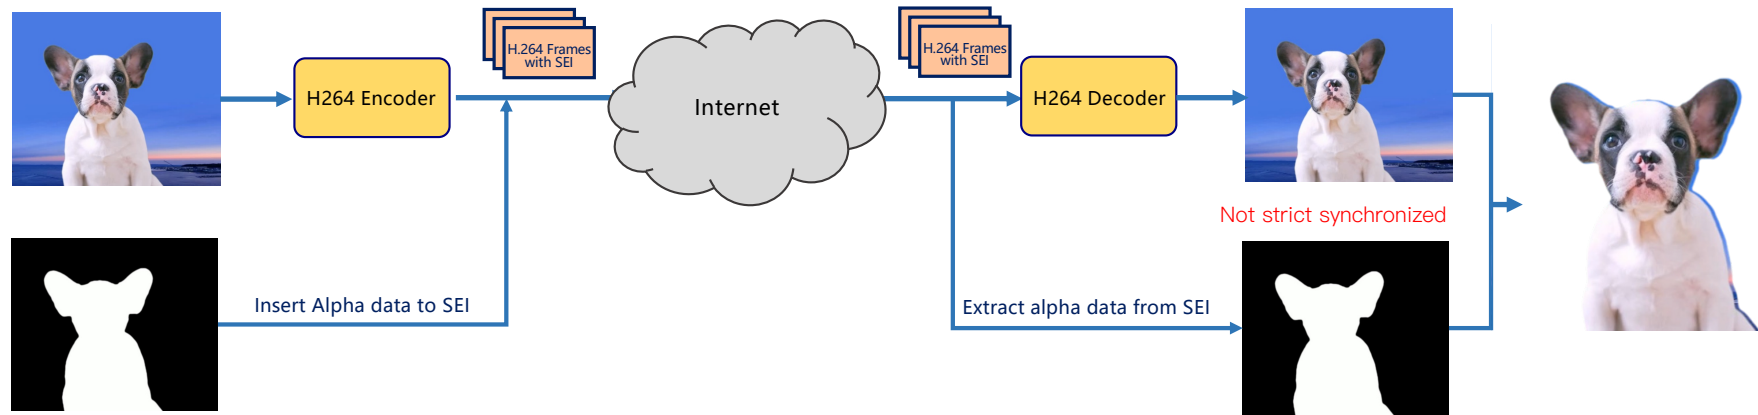 H.264 Frames
with SEI
H.264 Frames
with SEI
H264 Encoder
Internet
H264 Decoder
Not strict synchronized
Insert Alpha data to SEI
Extract alpha data from SEI